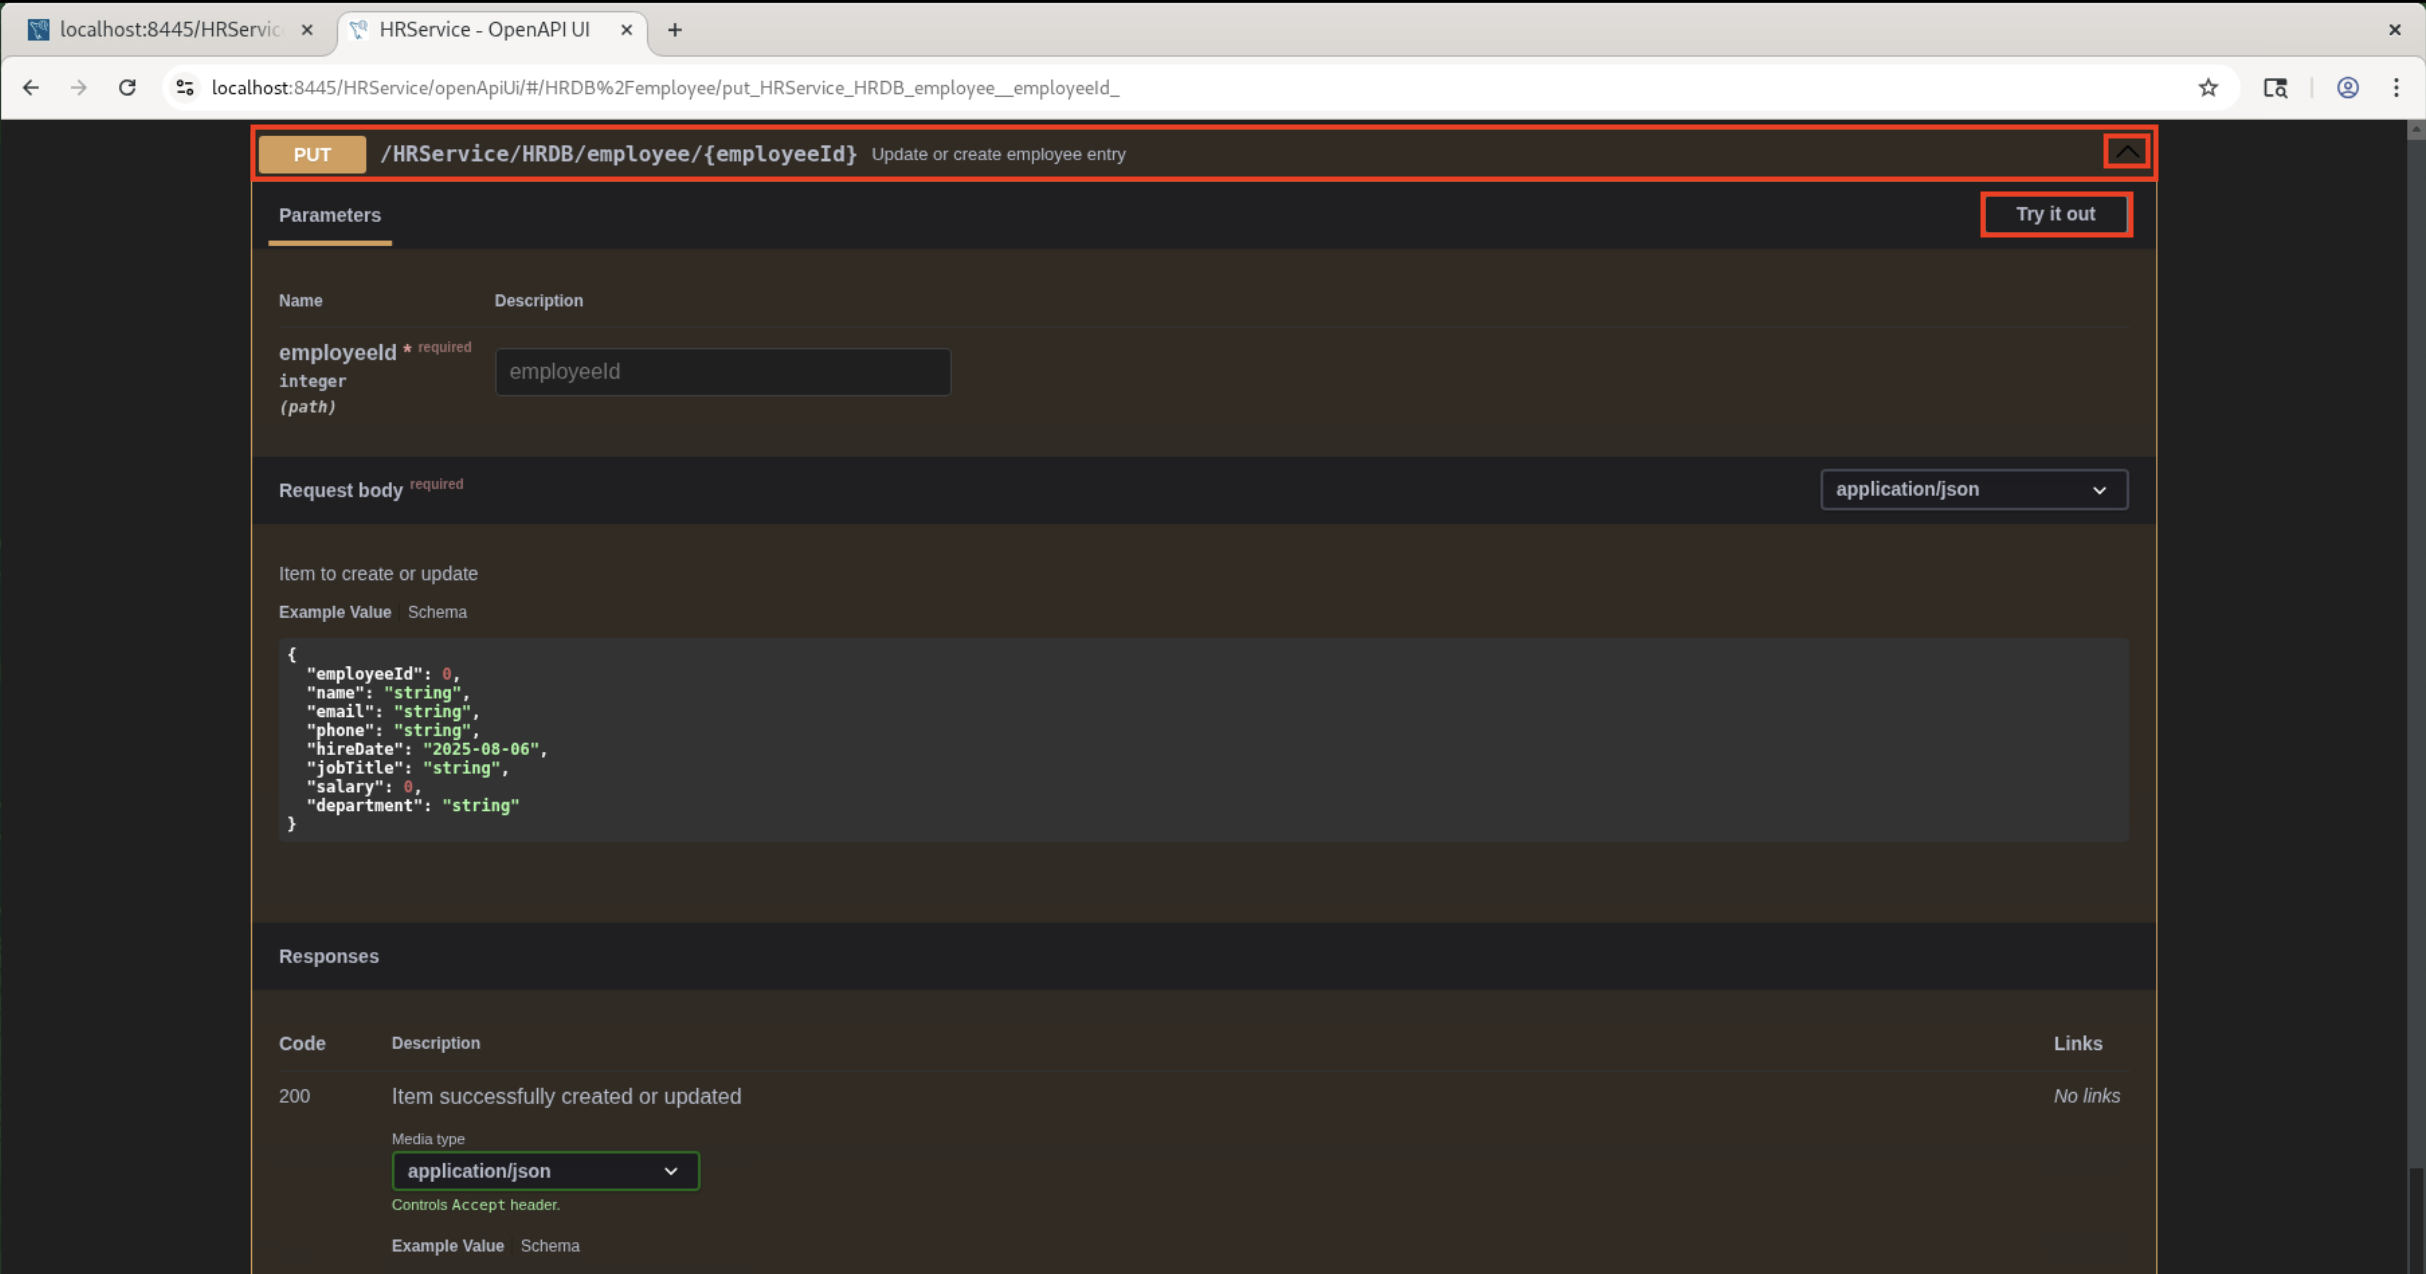 localhost:8445/HRServic
HRService - OpenAPI UI
localhost:8445/HRService/openApiUi/#/HRDB%2Femployee/put_HRService_HRDB_employee__employeeId_
PUT /HRService/HRDB/employee/{employeeId} Update or create employee entry
Parameters
Try it out
Name Description
employeeId * required
integer
(path)
employeeId
Request body required
application/json
Item to create or update
Example Value Schema
{
"employeeId": 0,
"name": "string",
"email": "string",
"phone": "string",
"hireDate": "2025-08-06",
"jobTitle": "string",
"salary": 0,
"department": "string"
}
Responses
Code Description Links
200 Item successfully created or updated No links
Media type
application/json
Controls Accept header.
Example Value Schema